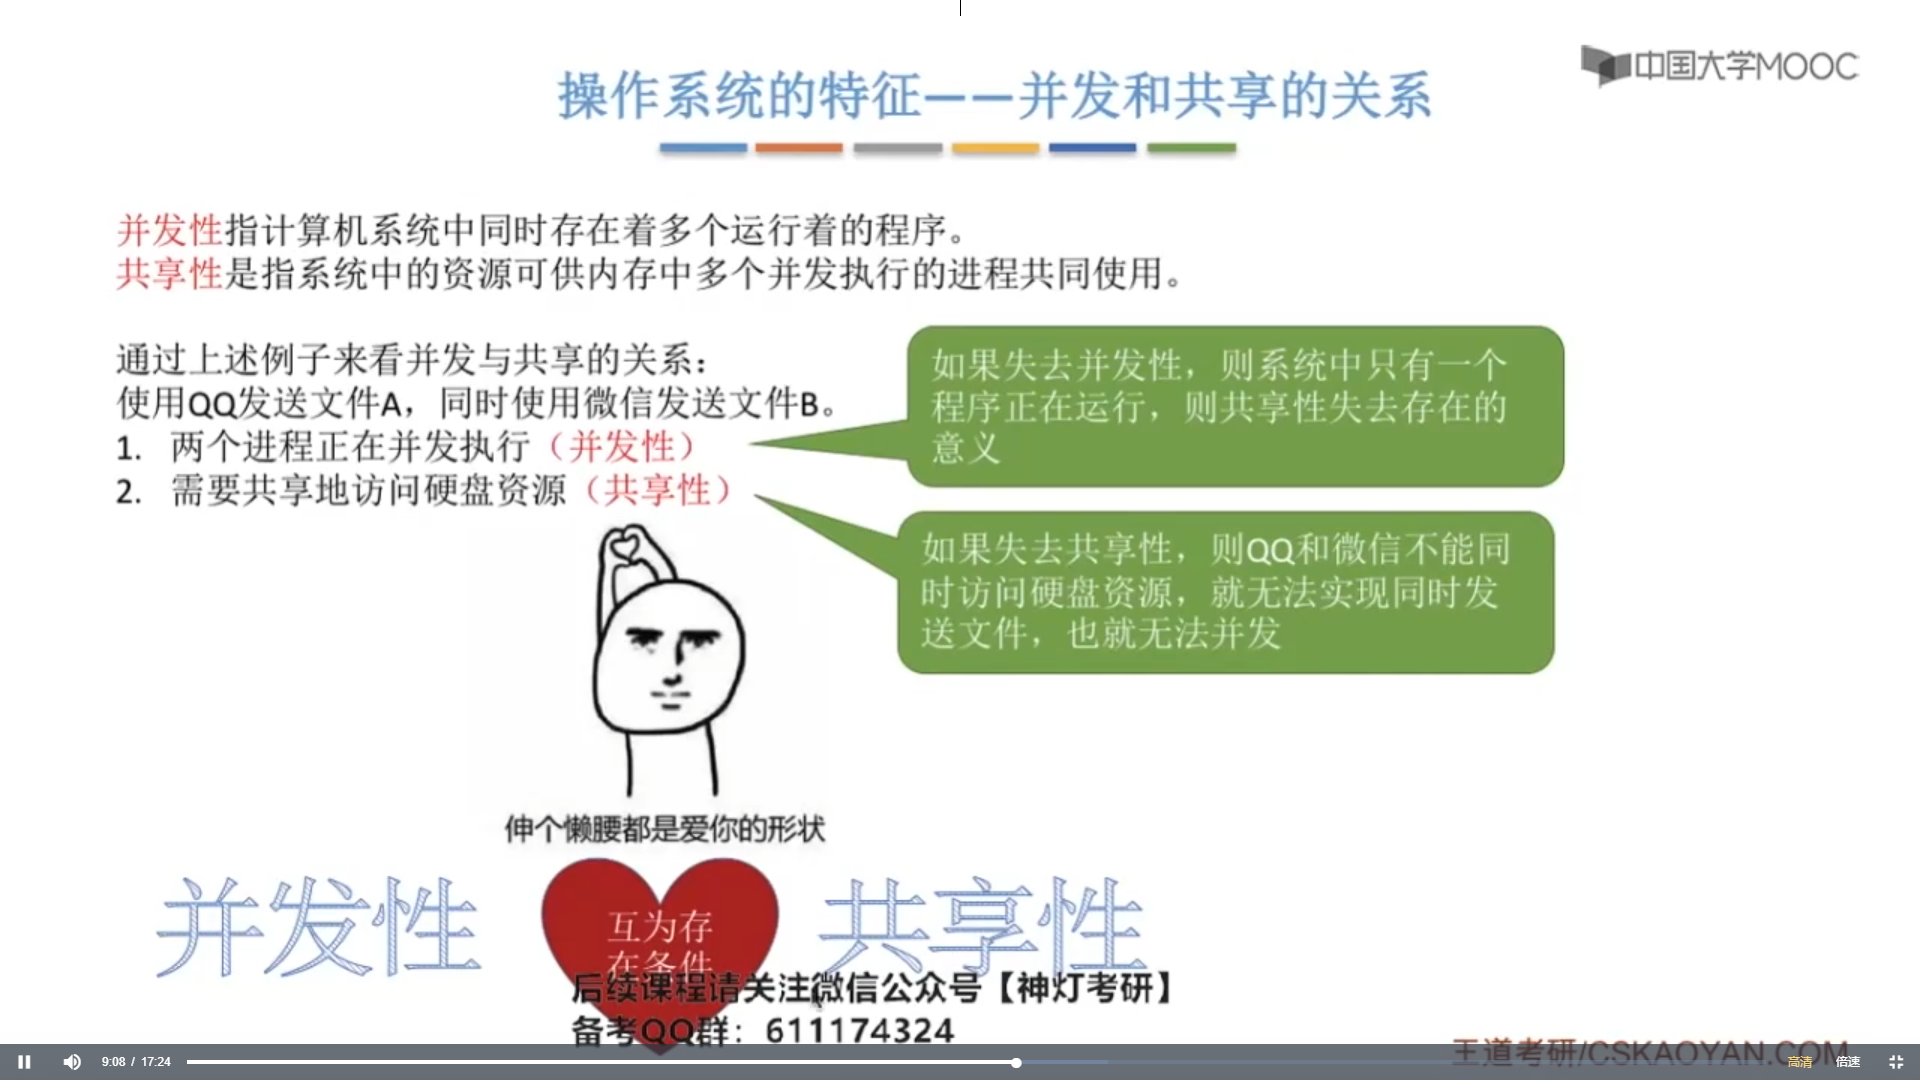 中国大学MOOC
操作系统的特征——并发和共享的关系
并发性指计算机系统中同时存在着多个运行着的程序。
共享性是指系统中的资源可供内存中多个并发执行的进程共同使用。
通过上述例子来看并发与共享的关系：
使用QQ发送文件A，同时使用微信发送文件B。
1. 两个进程正在并发执行（并发性）
2. 需要共享地访问硬盘资源（共享性）
如果失去并发性，则系统中只有一个
程序正在运行，则共享性失去存在的
意义
如果失去共享性，则QQ和微信不能同
时访问硬盘资源，就无法实现同时发
送文件，也就无法并发
伸个懒腰都是爱你的形状
并发性
互为存
在条件
共享性
后续课程请关注微信公众号【神灯考研】
备考QQ群：611174324
王道考研/CSKAOYAN.COM
9:08 / 17:24
高清
倍速